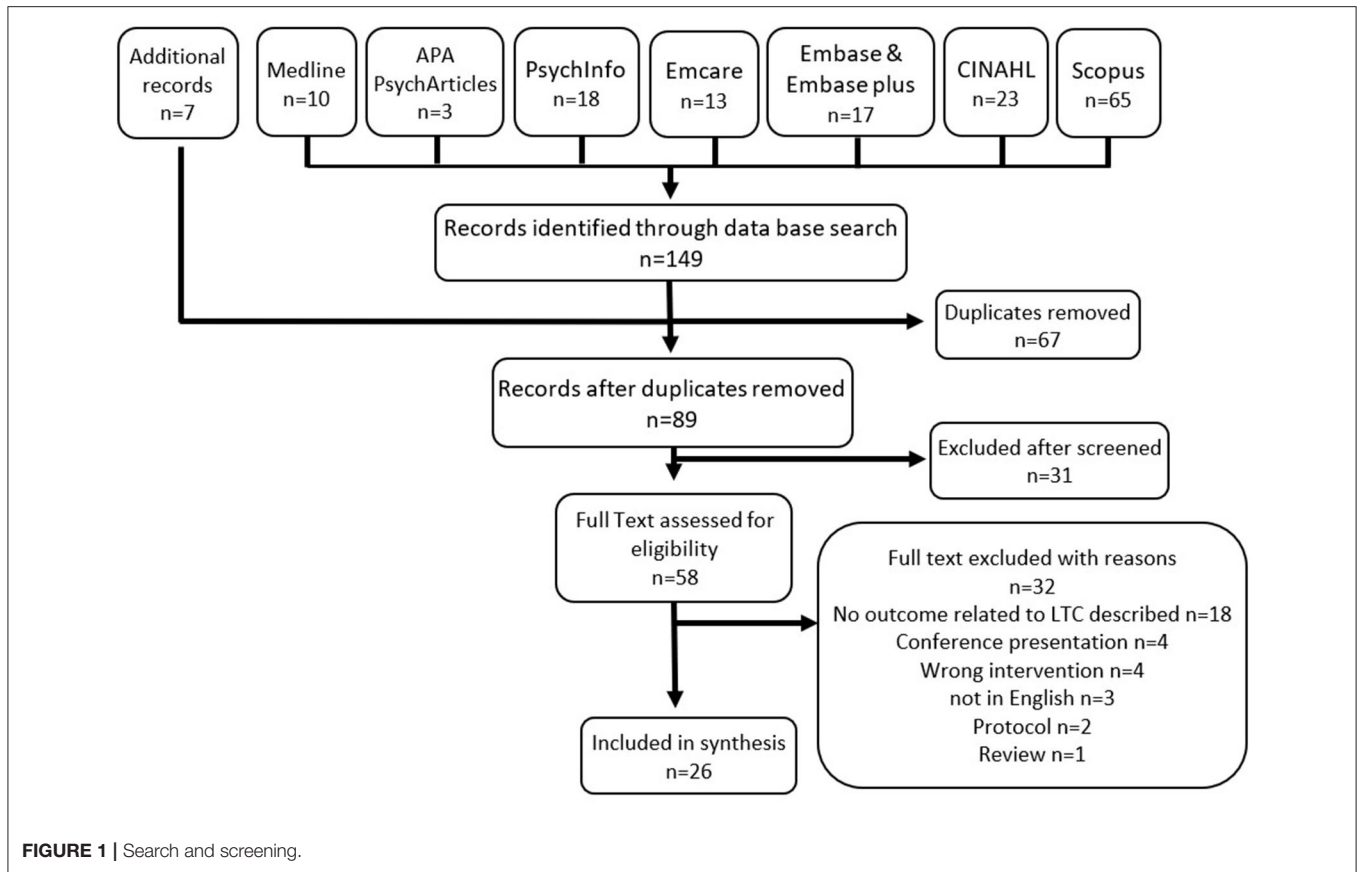 Additional
records
n=7
Medline
n=10
APA
PsychArticles
n=3
PsychInfo
n=18
Emcare
n=13
Embase &
Embase plus
n=17
CINAHL
n=23
Scopus
n=65
Records identified through data base search
n=149
Duplicates removed
n=67
Records after duplicates removed
n=89
Excluded after screened
n=31
Full Text assessed for
eligibility
n=58
Full text excluded with reasons
n=32
No outcome related to LTC described n=18
Conference presentation n=4
Wrong intervention n=4
not in English n=3
Protocol n=2
Review n=1
Included in synthesis
n=26
FIGURE 1 | Search and screening.